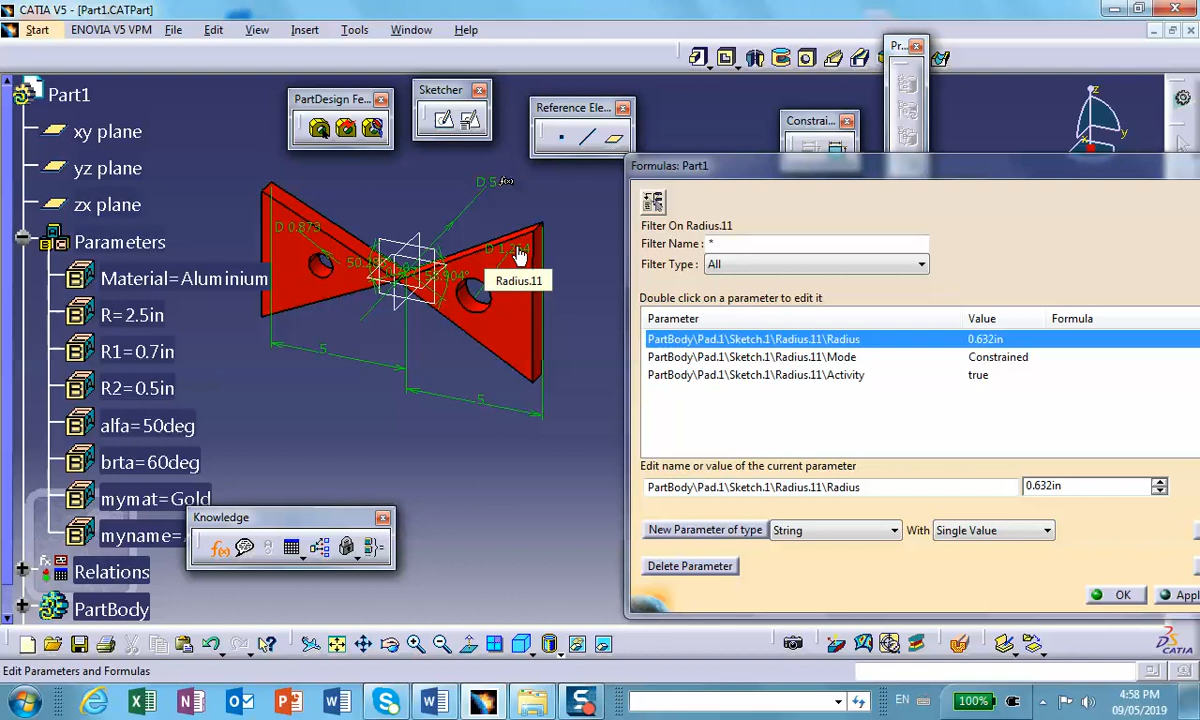 CATIA V5 - [Part1.CATPart]
Start ENOVIA V5 VPM File Edit View Insert Tools Window Help
Pr...
Part1
xy plane
yz plane
zx plane
Parameters
Material=Aluminium
R=2.5in
R1=0.7in
R2=0.5in
alfa=50deg
brta=60deg
mymat=Gold
myname=
Relations
PartBody
PartDesign Fe...
Sketcher
Reference Ele...
Constrai...
D 5 f(x)
D 0.873
Radius.11
5
5
x y z
Knowledge
f(x)
Formulas: Part1
Filter On Radius.11
Filter Name : *
Filter Type : All
Double click on a parameter to edit it
Parameter Value Formula
PartBody\Pad.1\Sketch.1\Radius.11\Radius 0.632in
PartBody\Pad.1\Sketch.1\Radius.11\Mode Constrained
PartBody\Pad.1\Sketch.1\Radius.11\Activity true
Edit name or value of the current parameter
PartBody\Pad.1\Sketch.1\Radius.11\Radius 0.632in
New Parameter of type String With Single Value
Delete Parameter
OK Appl
CATIA
Edit Parameters and Formulas
EN 100% 4:58 PM
09/05/2019